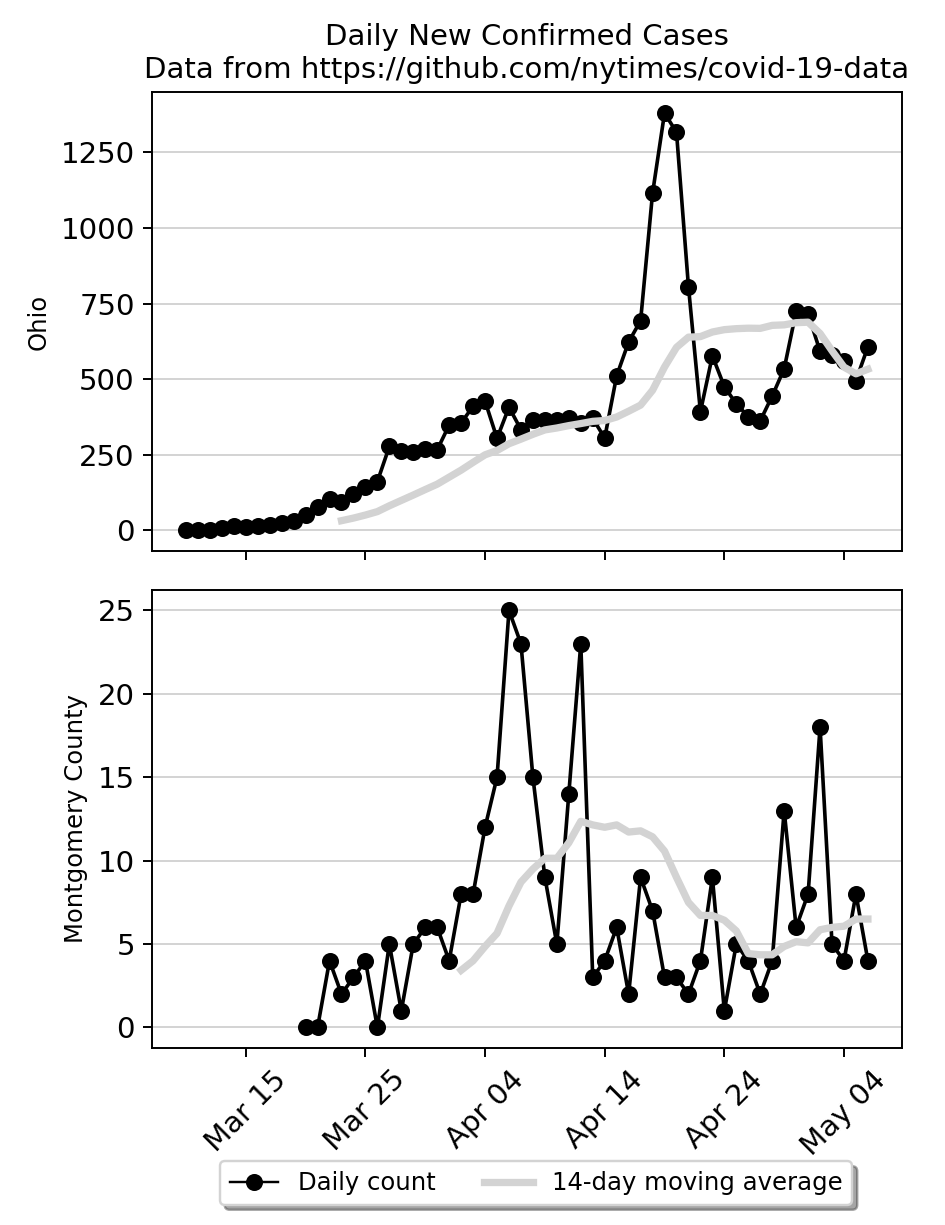 Daily New Confirmed Cases
Data from https://github.com/nytimes/covid-19-data
1250
1000
750
500
250
0
Ohio
25
20
15
10
5
0
Montgomery County
Mar 15
Mar 25
Apr 04
Apr 14
Apr 24
May 04
Daily count
14-day moving average